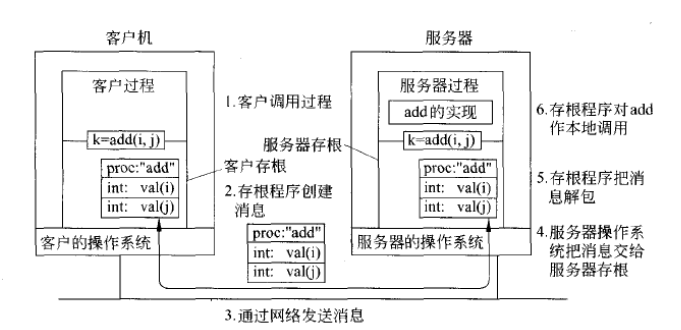 客户机
服务器
客户过程
服务器过程
1.客户调用过程
add的实现
6.存根程序对add
作本地调用
k=add(i, j)
服务器存根
k=add(i, j)
客户存根
proc:"add"
int: val(i)
int: val(j)
2.存根程序创建
消息
proc:"add"
int: val(i)
int: val(j)
5.存根程序把消
息解包
proc:"add"
int: val(i)
int: val(j)
4.服务器操作系
统把消息交给
服务器存根
客户的操作系统
服务器的操作系统
3.通过网络发送消息